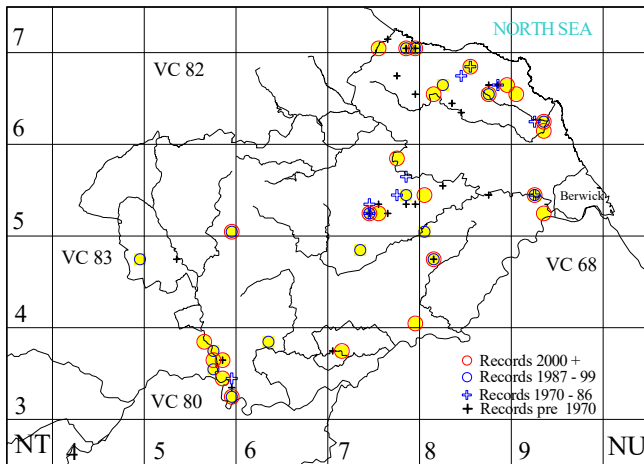 NORTH SEA
7
VC 82
6
Berwick
5
VC 83
VC 68
4
Records 2000 +
Records 1987 - 99
Records 1970 - 86
VC 80
Records pre 1970
3
NT 4 5 6 7 8 9 NU